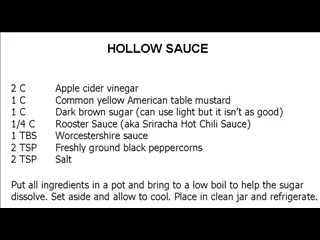 HOLLOW SAUCE
2 C Apple cider vinegar
1 C Common yellow American table mustard
1 C Dark brown sugar (can use light but it isn't as good)
1/4 C Rooster Sauce (aka Sriracha Hot Chili Sauce)
1 TBS Worcestershire sauce
2 TSP Freshly ground black peppercorns
2 TSP Salt
Put all ingredients in a pot and bring to a low boil to help the sugar
dissolve. Set aside and allow to cool. Place in clean jar and refrigerate.